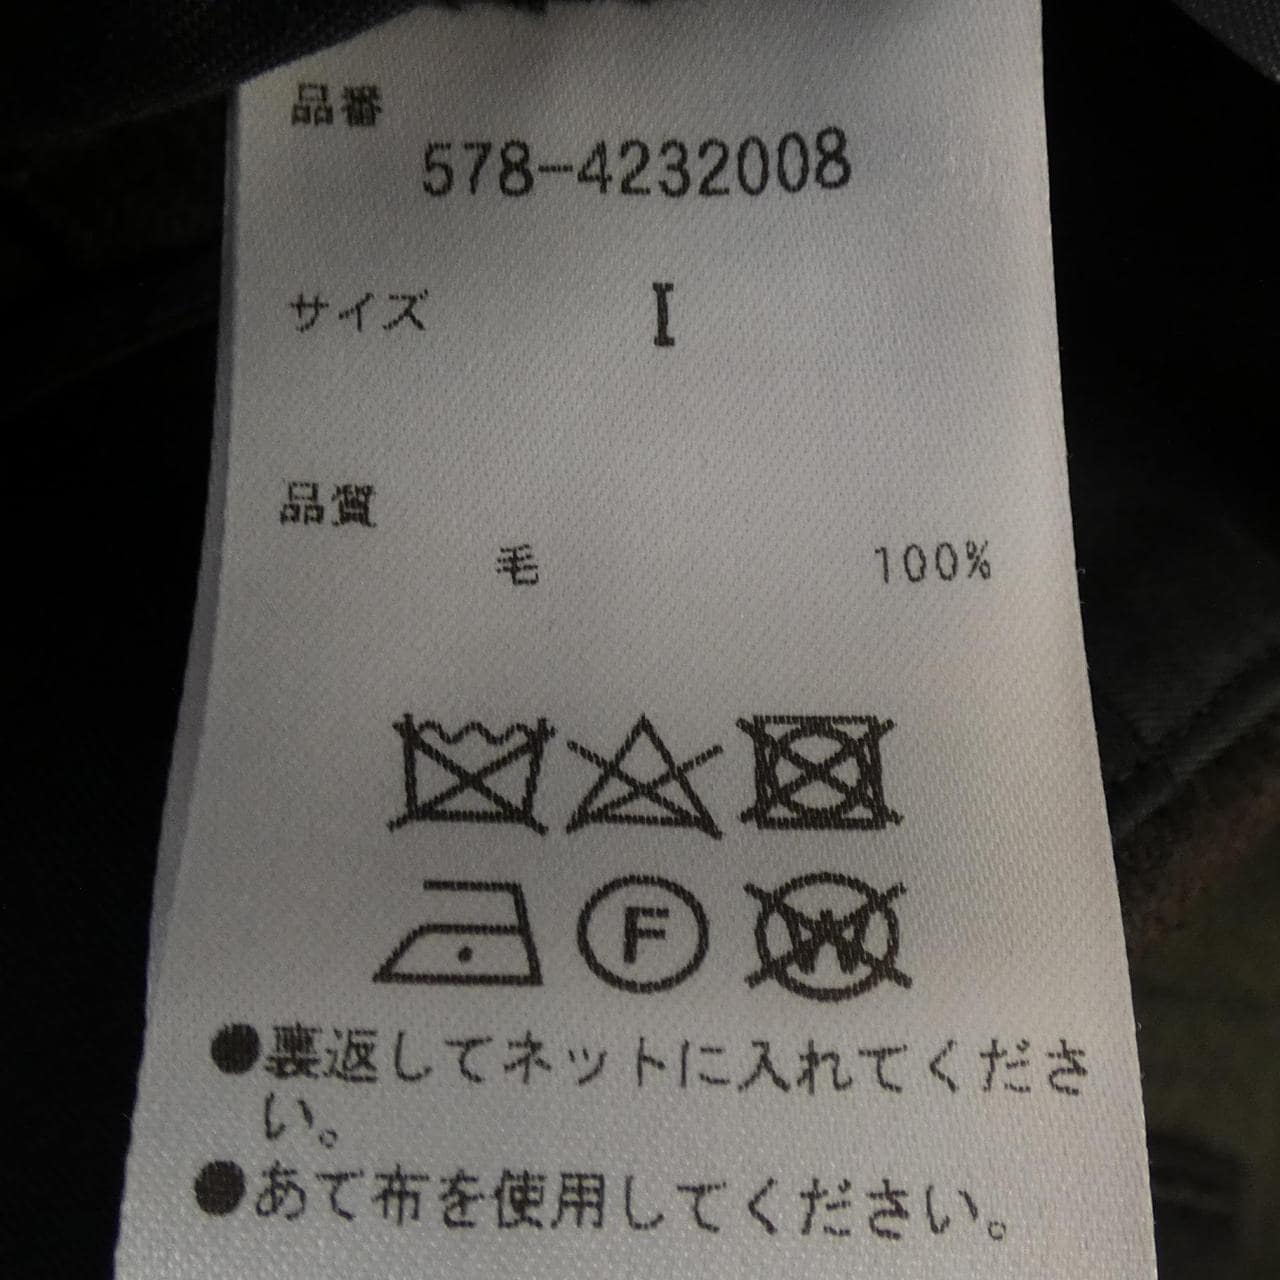 品番
578-4232008
サイズ I
品質
毛 100%
F
W
●裏返してネットに入れてくださ
い。
●あて布を使用してください。